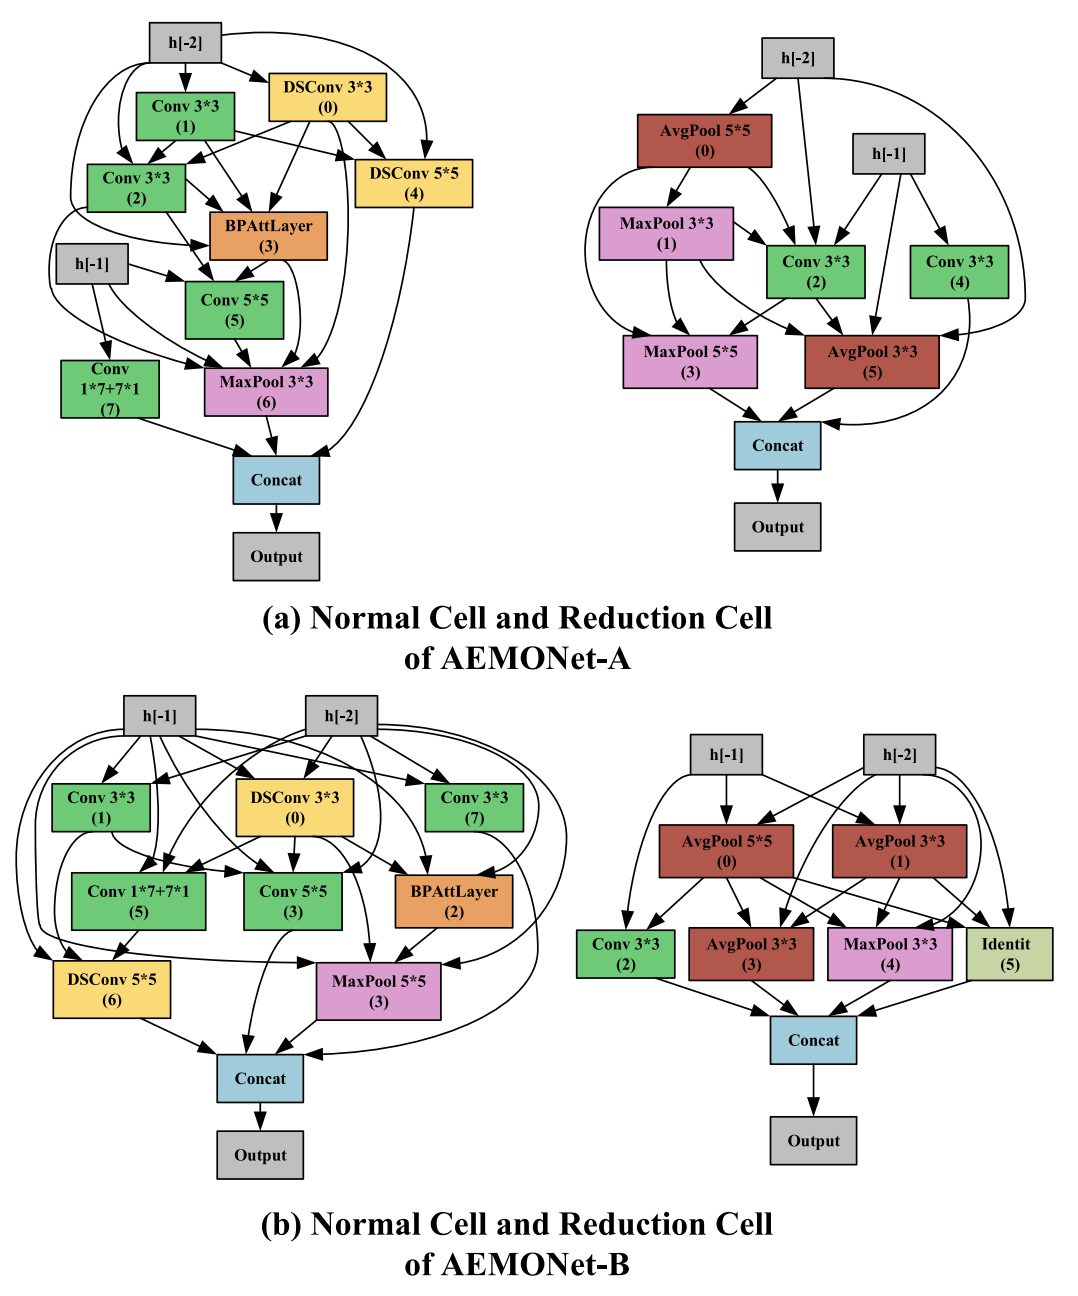 h[-2]
DSConv 3*3
(0)
Conv 3*3
(1)
Conv 3*3
(2)
DSConv 5*5
(4)
BPAttLayer
(3)
h[-1]
Conv 5*5
(5)
Conv
1*7+7*1
(7)
MaxPool 3*3
(6)
Concat
Output
h[-2]
AvgPool 5*5
(0)
h[-1]
MaxPool 3*3
(1)
Conv 3*3
(2)
Conv 3*3
(4)
MaxPool 5*5
(3)
AvgPool 3*3
(5)
Concat
Output
(a) Normal Cell and Reduction Cell
of AEMONet-A
h[-1]
h[-2]
Conv 3*3
(1)
DSConv 3*3
(0)
Conv 3*3
(7)
Conv 1*7+7*1
(5)
Conv 5*5
(3)
BPAttLayer
(2)
DSConv 5*5
(6)
MaxPool 5*5
(3)
Concat
Output
h[-1]
h[-2]
AvgPool 5*5
(0)
AvgPool 3*3
(1)
Conv 3*3
(2)
AvgPool 3*3
(3)
MaxPool 3*3
(4)
Identit
(5)
Concat
Output
(b) Normal Cell and Reduction Cell
of AEMONet-B